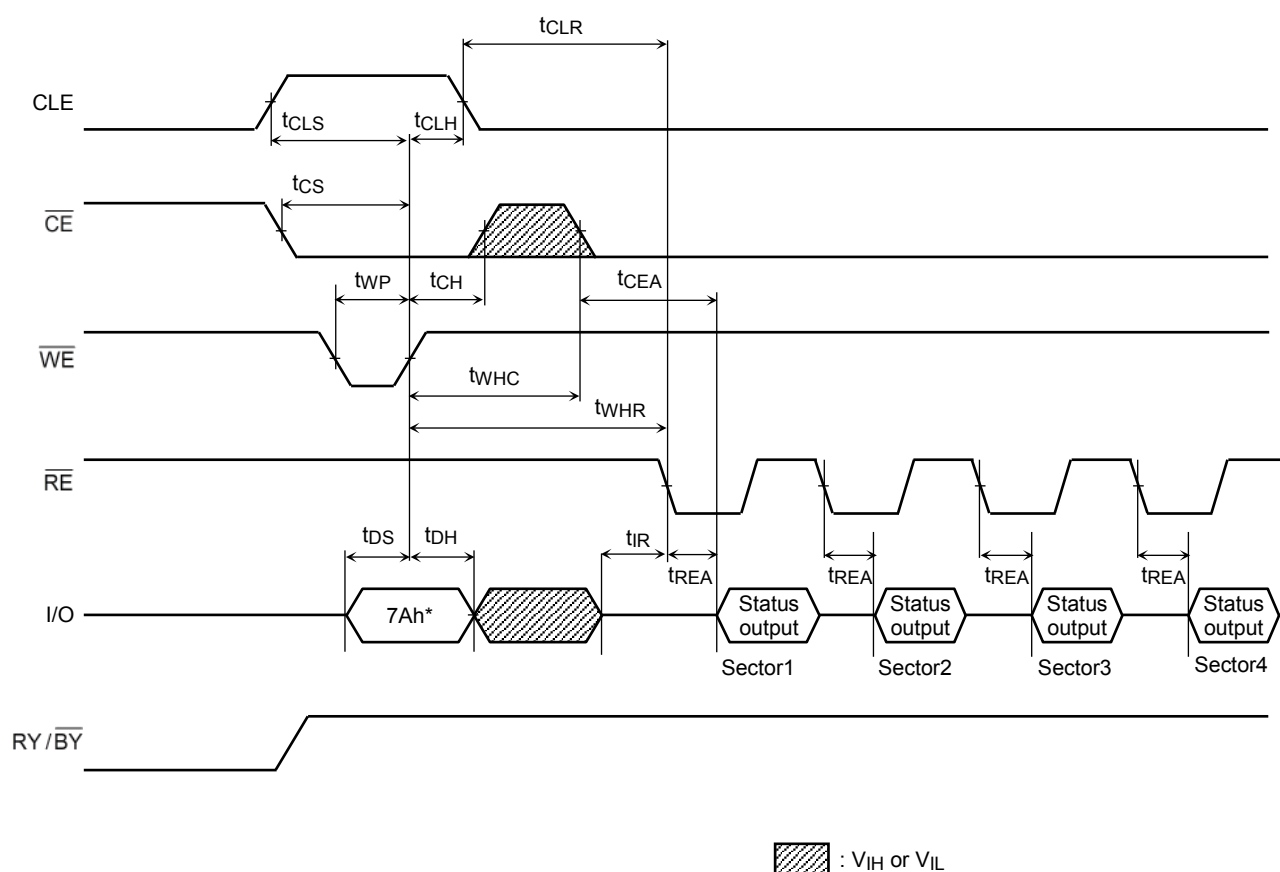 tCLR
CLE
tCLS
tCLH
tCS
CE
tWP
tCH
tCEA
WE
tWHC
tWHR
RE
tDS
tDH
tIR
tREA
tREA
tREA
tREA
I/O
7Ah*
Status
output
Status
output
Status
output
Status
output
Sector1
Sector2
Sector3
Sector4
RY/BY
: VIH or VIL